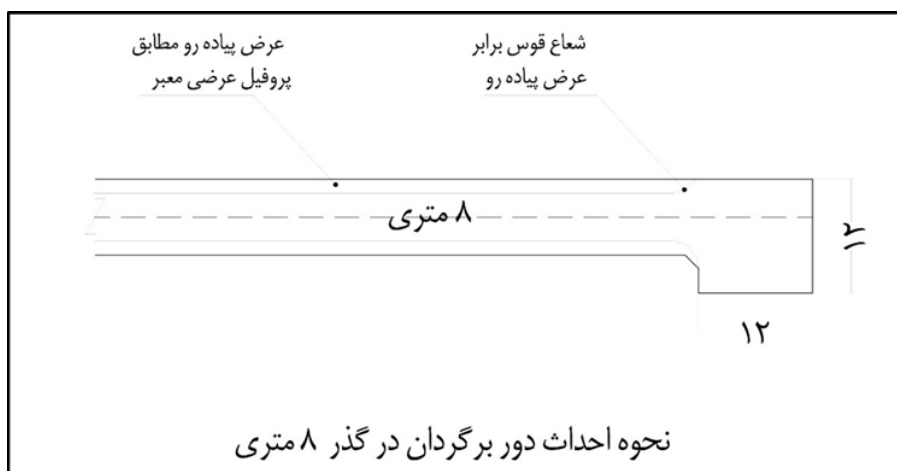 شعاع قوس برابر
عرض پیاده رو
عرض پیاده رو مطابق
پروفیل عرضی معبر
۸ متری
۱۲
۱۲
نحوه احداث دور برگردان در گذر ۸ متری